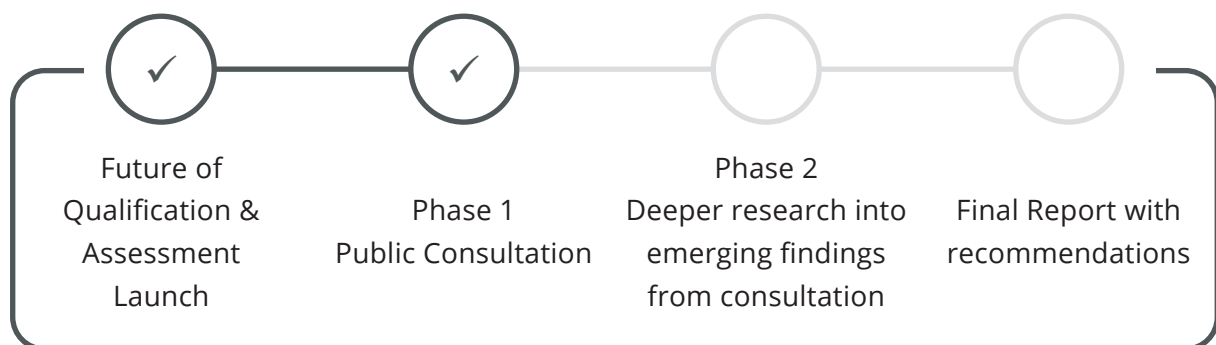 ✓
✓
Future of
Qualification &
Assessment
Launch
Phase 1
Public Consultation
Phase 2
Deeper research into
emerging findings
from consultation
Final Report with
recommendations